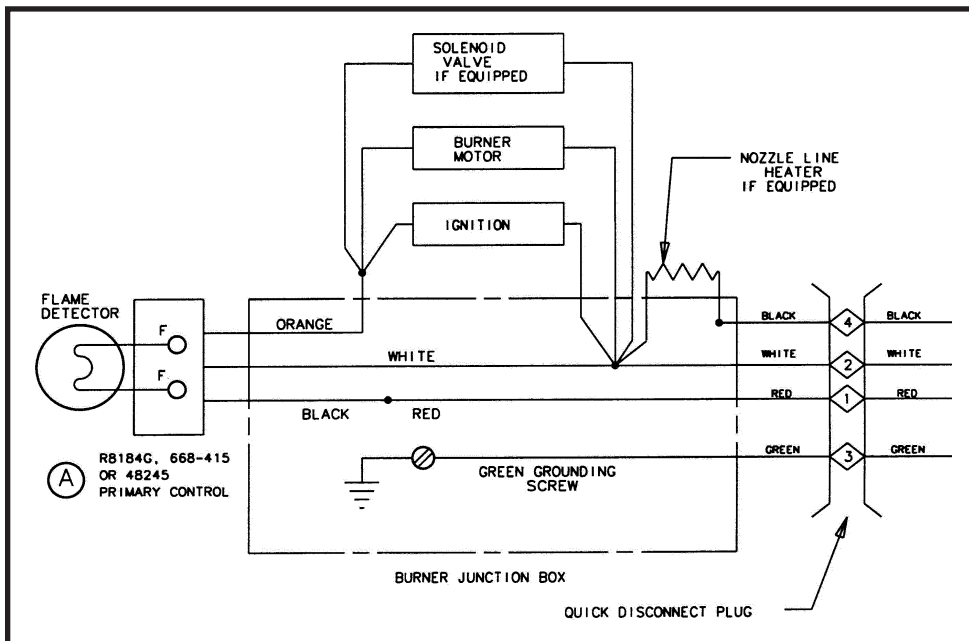 SOLENOID
VALVE
IF EQUIPPED
BURNER
MOTOR
IGNITION
NOZZLE LINE
HEATER
IF EQUIPPED
FLAME
DETECTOR
F
F
ORANGE
WHITE
BLACK RED
BLACK 4 BLACK
WHITE 2 WHITE
RED 1 RED
GREEN 3 GREEN
A
R8184G, 668-415
OR 48245
PRIMARY CONTROL
GREEN GROUNDING
SCREW
BURNER JUNCTION BOX
QUICK DISCONNECT PLUG